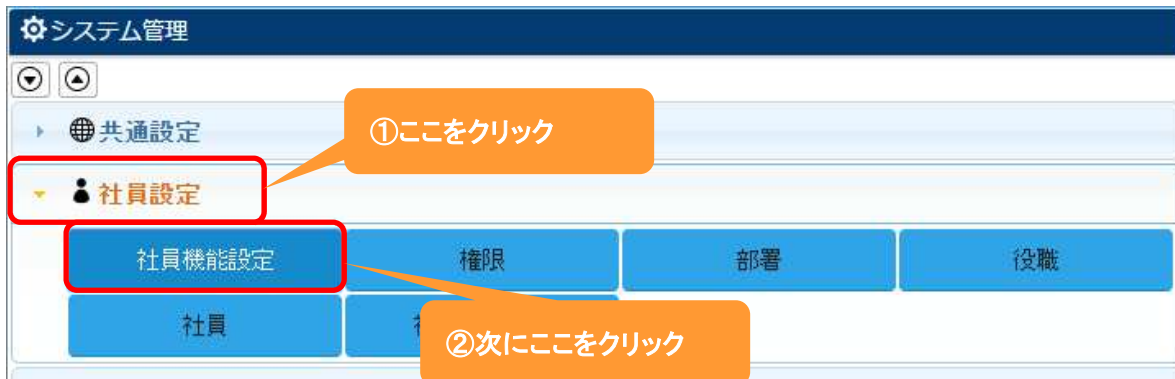 システム管理
共通設定
①ここをクリック
社員設定
社員機能設定
権限
部署
役職
社員
②次にここをクリック